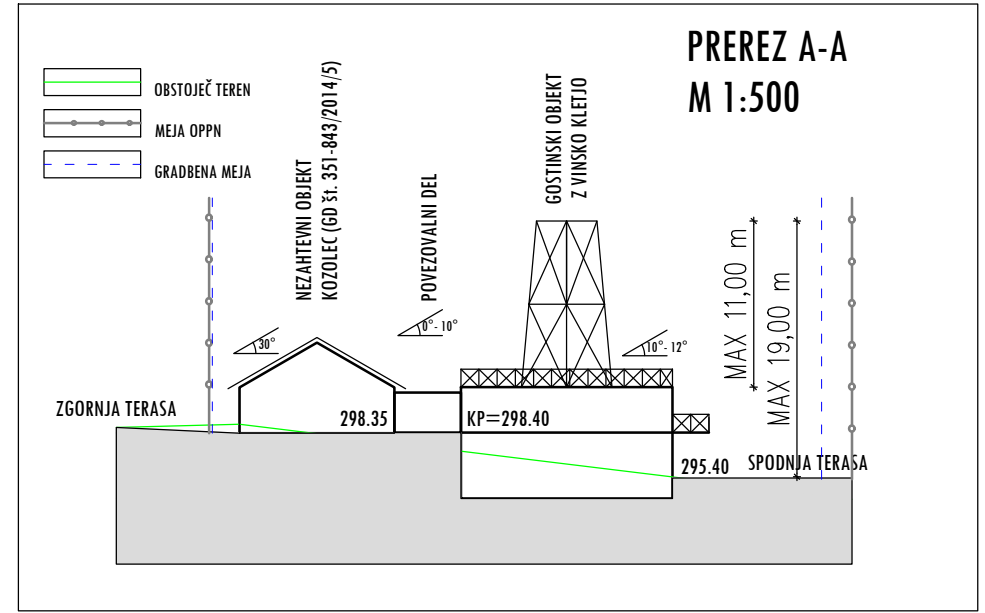 PREREZ A-A
M 1:500
OBSTOJEČ TEREN
MEJA OPPN
GRADBENA MEJA
NEZAHTEVNI OBJEKT
KOZOLEC (GD št. 351-843/2014/5)
POVEZOVALNI DEL
GOSTINSKI OBJEKT
Z VINSKO KLETJO
MAX 11,00 m
MAX 19,00 m
30°
0°- 10°
10°- 12°
ZGORNJA TERASA
298.35
KP=298.40
295.40
SPODNJA TERASA